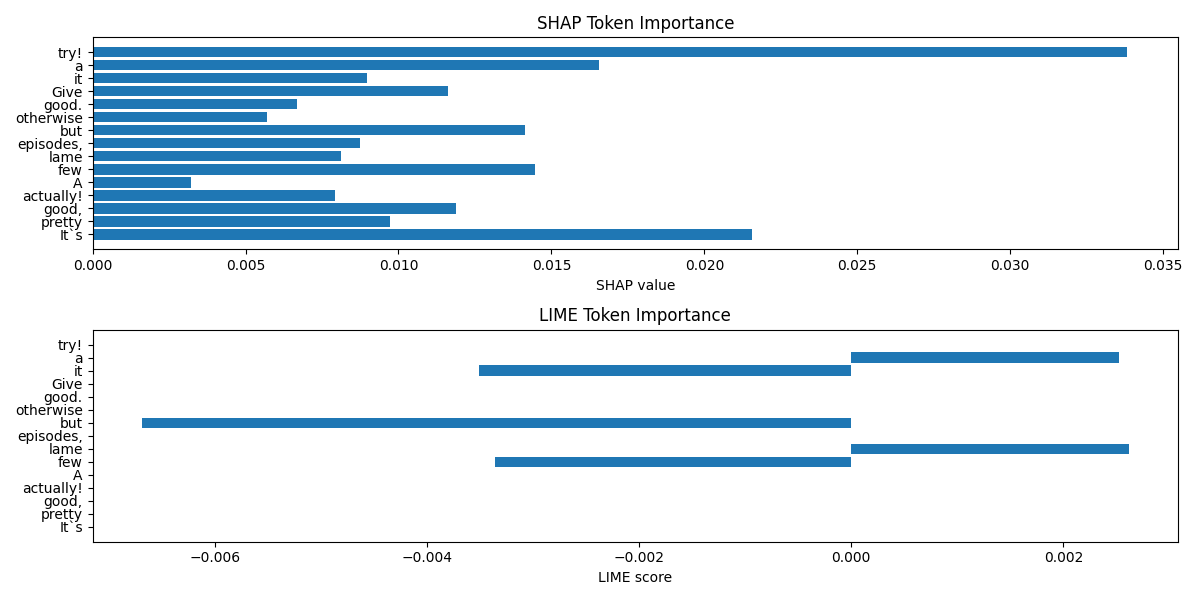 SHAP Token Importance
try!
a
it
Give
good.
otherwise
but
episodes,
lame
few
A
actually!
good,
pretty
It`s
0.000 0.005 0.010 0.015 0.020 0.025 0.030 0.035
SHAP value
LIME Token Importance
try!
a
it
Give
good.
otherwise
but
episodes,
lame
few
A
actually!
good,
pretty
It`s
−0.006 −0.004 −0.002 0.000 0.002
LIME score